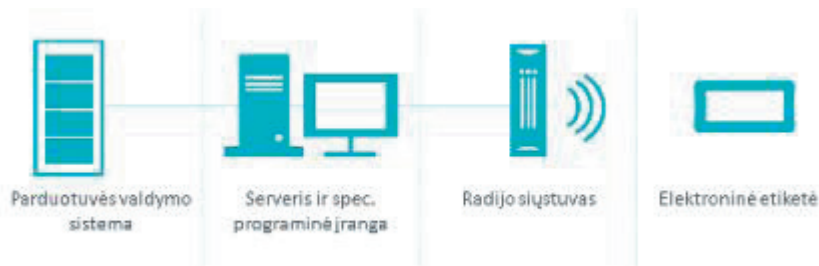 Parduotuvės valdymo
sistema
Serveris ir spec.
programinė įranga
Radijo siųstuvas
Elektroninė etiketė